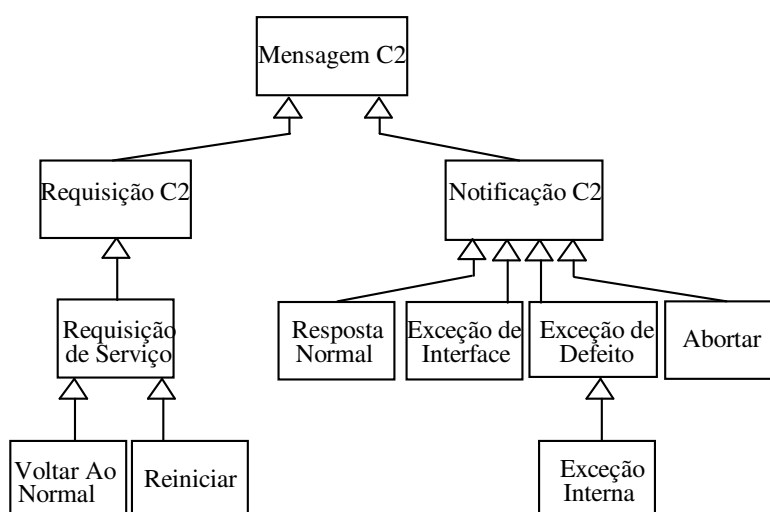 Mensagem C2
Requisição C2
Notificação C2
Requisição
de Serviço
Resposta
Normal
Exceção de
Interface
Exceção de
Defeito
Abortar
Voltar Ao
Normal
Reiniciar
Exceção
Interna